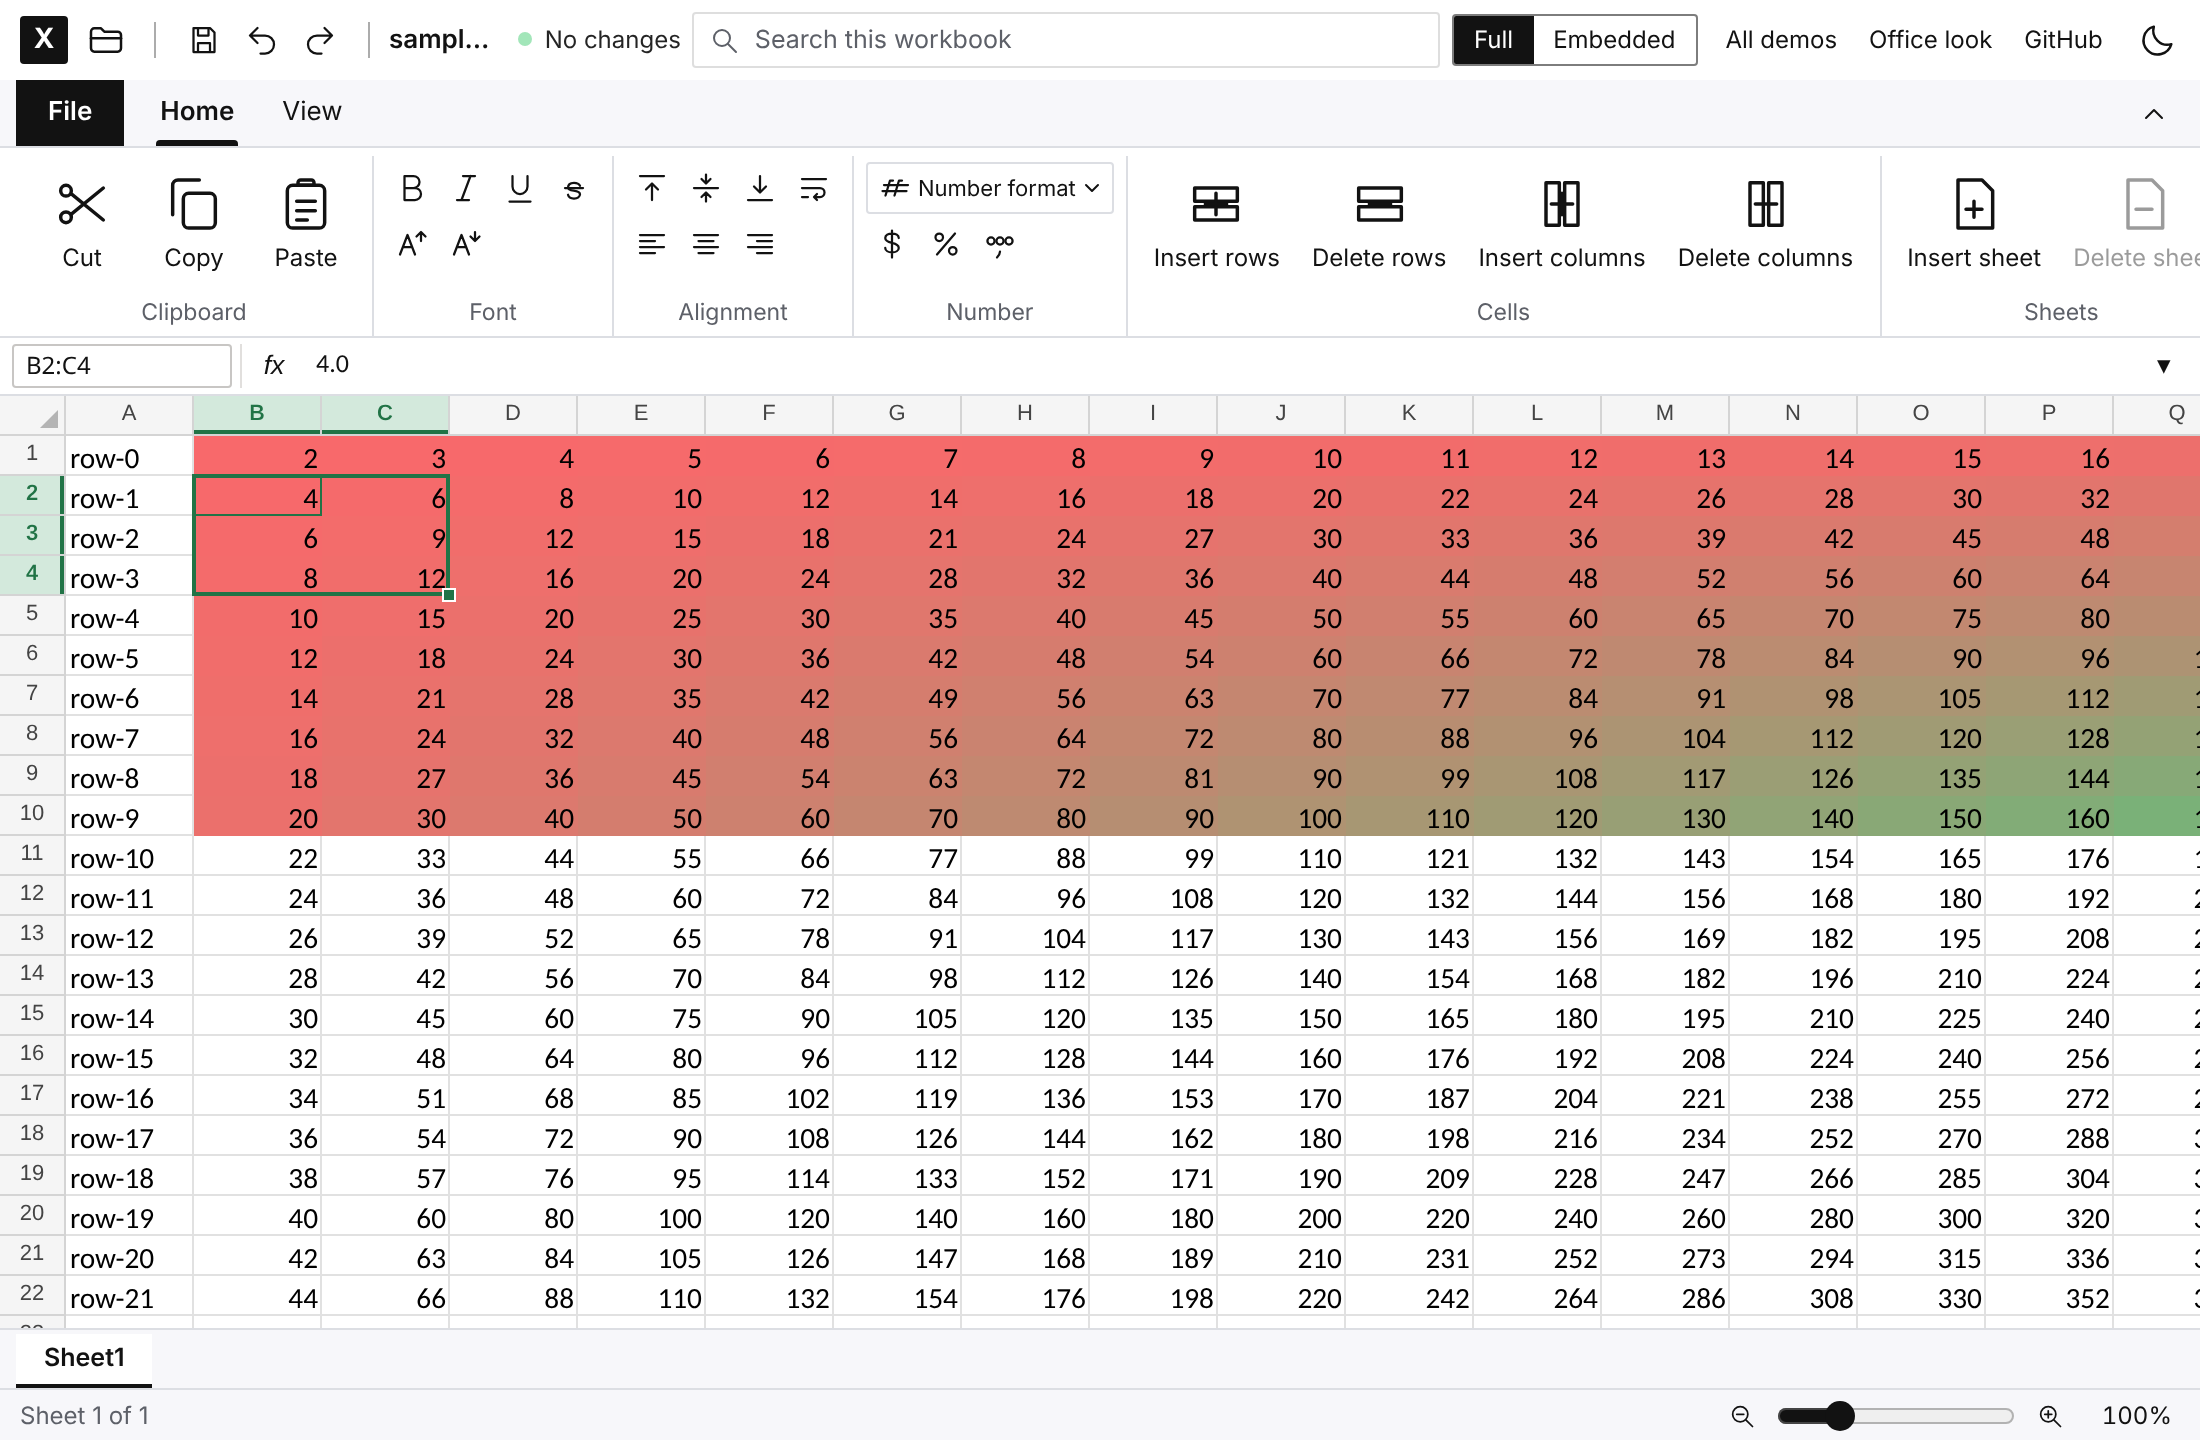 X sampl... No changes Search this workbook Full Embedded All demos Office look GitHub
File Home View
B I U S Number format
Cut Copy Paste A A $ % Insert rows Delete rows Insert columns Delete columns Insert sheet Delete
Clipboard Font Alignment Number Cells Sheets
B2:C4 fx 4.0
A B C D E F G H I J K L M N O P Q
1 row-0 2 3 4 5 6 7 8 9 10 11 12 13 14 15 16
2 row-1 4 6 8 10 12 14 16 18 20 22 24 26 28 30 32
3 row-2 6 9 12 15 18 21 24 27 30 33 36 39 42 45 48
4 row-3 8 12 16 20 24 28 32 36 40 44 48 52 56 60 64
5 row-4 10 15 20 25 30 35 40 45 50 55 60 65 70 75 80
6 row-5 12 18 24 30 36 42 48 54 60 66 72 78 84 90 96
7 row-6 14 21 28 35 42 49 56 63 70 77 84 91 98 105 112
8 row-7 16 24 32 40 48 56 64 72 80 88 96 104 112 120 128
9 row-8 18 27 36 45 54 63 72 81 90 99 108 117 126 135 144
10 row-9 20 30 40 50 60 70 80 90 100 110 120 130 140 150 160
11 row-10 22 33 44 55 66 77 88 99 110 121 132 143 154 165 176
12 row-11 24 36 48 60 72 84 96 108 120 132 144 156 168 180 192
13 row-12 26 39 52 65 78 91 104 117 130 143 156 169 182 195 208
14 row-13 28 42 56 70 84 98 112 126 140 154 168 182 196 210 224
15 row-14 30 45 60 75 90 105 120 135 150 165 180 195 210 225 240
16 row-15 32 48 64 80 96 112 128 144 160 176 192 208 224 240 256
17 row-16 34 51 68 85 102 119 136 153 170 187 204 221 238 255 272
18 row-17 36 54 72 90 108 126 144 162 180 198 216 234 252 270 288
19 row-18 38 57 76 95 114 133 152 171 190 209 228 247 266 285 304
20 row-19 40 60 80 100 120 140 160 180 200 220 240 260 280 300 320
21 row-20 42 63 84 105 126 147 168 189 210 231 252 273 294 315 336
22 row-21 44 66 88 110 132 154 176 198 220 242 264 286 308 330 352
Sheet1
Sheet 1 of 1 100%